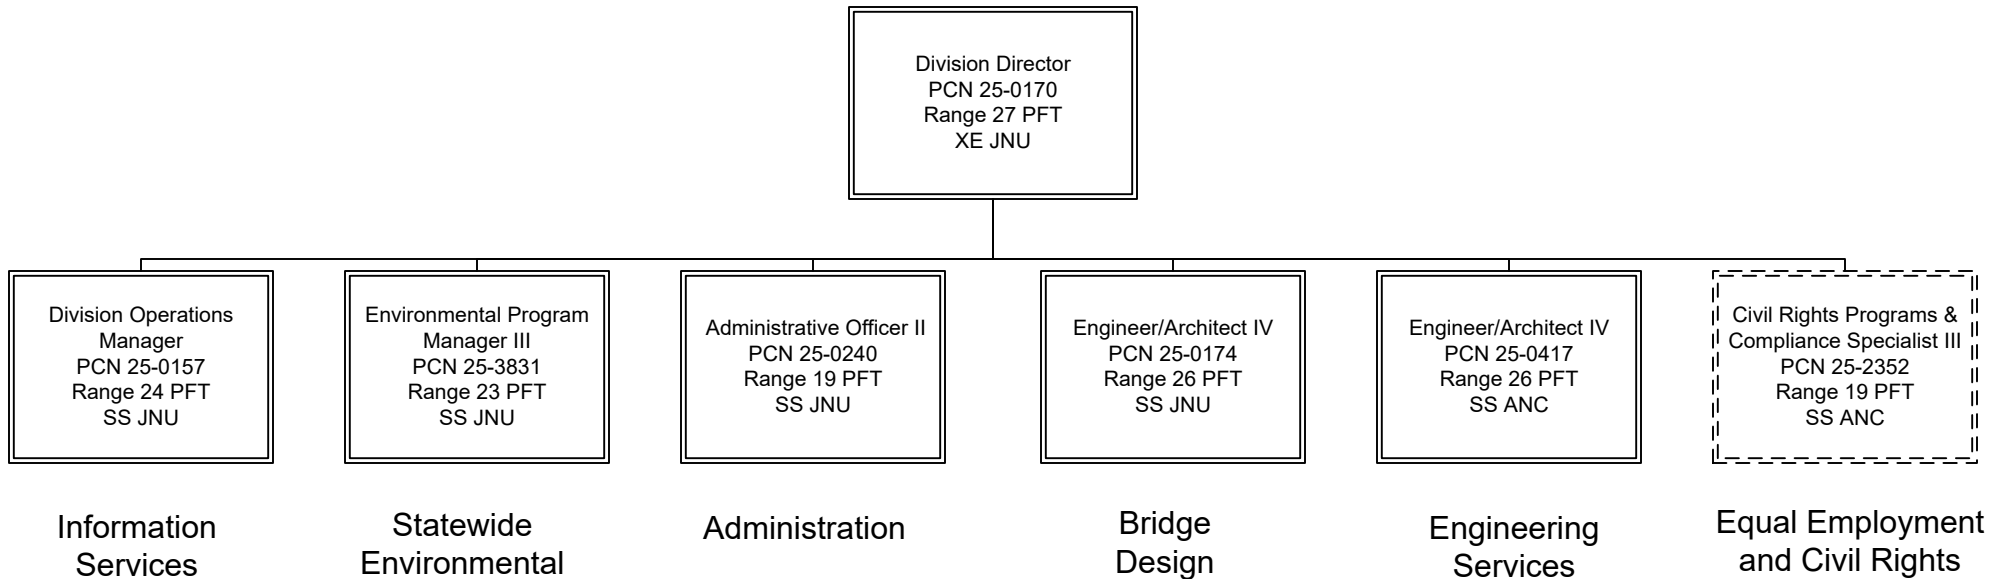 Division Director
PCN 25-0170
Range 27 PFT
XE JNU
Division Operations
Manager
PCN 25-0157
Range 24 PFT
SS JNU
Environmental Program
Manager III
PCN 25-3831
Range 23 PFT
SS JNU
Administrative Officer II
PCN 25-0240
Range 19 PFT
SS JNU
Engineer/Architect IV
PCN 25-0174
Range 26 PFT
SS JNU
Engineer/Architect IV
PCN 25-0417
Range 26 PFT
SS ANC
Civil Rights Programs &
Compliance Specialist III
PCN 25-2352
Range 19 PFT
SS ANC
Information
Services
Statewide
Environmental
Administration
Bridge
Design
Engineering
Services
Equal Employment
and Civil Rights